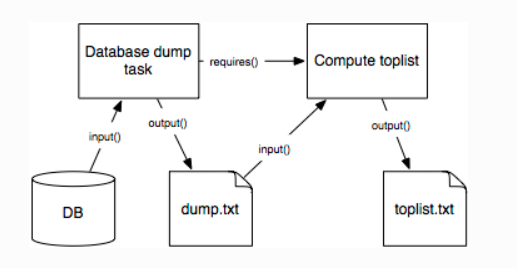 Database dump
task
requires()
Compute toplist
input()
output()
input()
output()
DB
dump.txt
toplist.txt